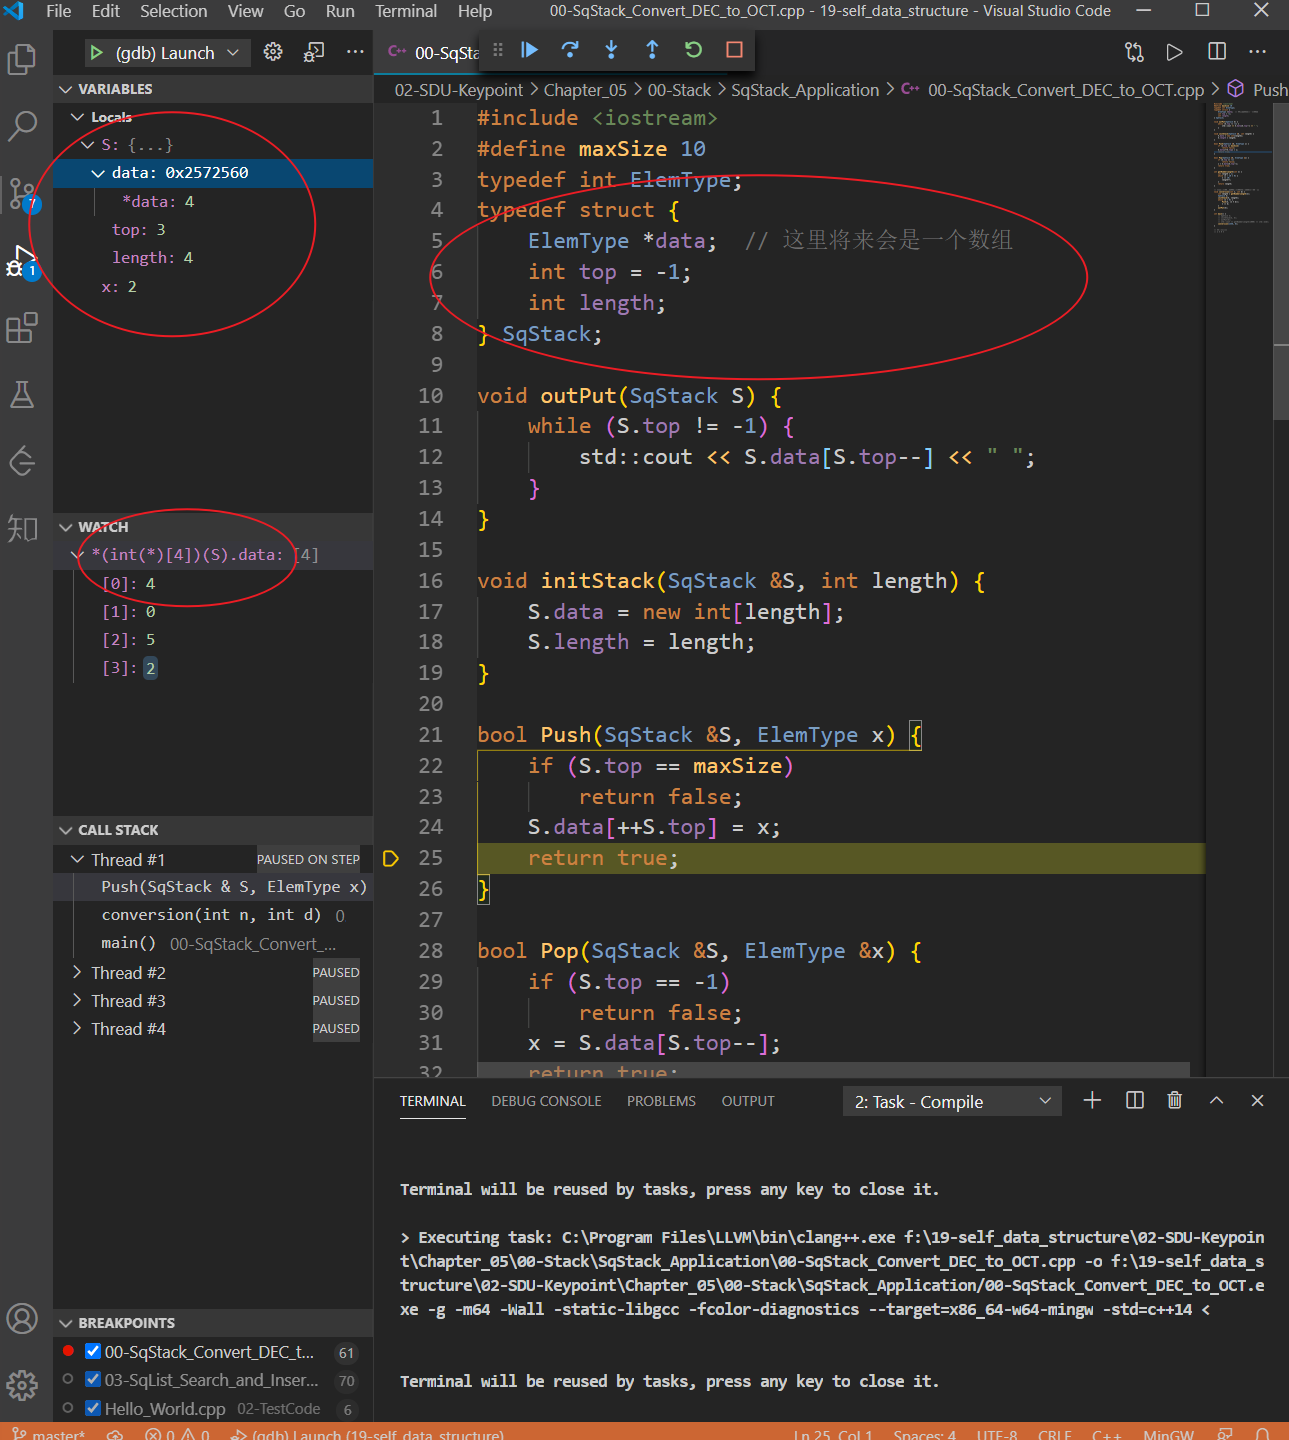 File Edit Selection View Go Run Terminal Help 00-SqStack_Convert_DEC_to_OCT.cpp - 19-self_data_structure - Visual Studio Code
(gdb) Launch
00-SqSta
02-SDU-Keypoint > Chapter_05 > 00-Stack > SqStack_Application > 00-SqStack_Convert_DEC_to_OCT.cpp > Push
VARIABLES
Locals
S: {...}
data: 0x2572560
*data: 4
top: 3
length: 4
x: 2
WATCH
*(int(*)[4])(S).data: [4]
[0]: 4
[1]: 0
[2]: 5
[3]: 2
CALL STACK
Thread #1 PAUSED ON STEP
Push(SqStack & S, ElemType x)
conversion(int n, int d) 0
main() 00-SqStack_Convert_...
Thread #2 PAUSED
Thread #3 PAUSED
Thread #4 PAUSED
BREAKPOINTS
00-SqStack_Convert_DEC_t... 61
03-SqList_Search_and_Inser... 70
Hello_World.cpp 02-TestCode 6
7
1
知
1 #include <iostream>
2 #define maxSize 10
3 typedef int ElemType;
4 typedef struct {
5 ElemType *data; // 这里将来会是一个数组
6 int top = -1;
7 int length;
8 } SqStack;
9
10 void outPut(SqStack S) {
11 while (S.top != -1) {
12 std::cout << S.data[S.top--] << " ";
13 }
14 }
15
16 void initStack(SqStack &S, int length) {
17 S.data = new int[length];
18 S.length = length;
19 }
20
21 bool Push(SqStack &S, ElemType x) {
22 if (S.top == maxSize)
23 return false;
24 S.data[++S.top] = x;
25 return true;
26 }
27
28 bool Pop(SqStack &S, ElemType &x) {
29 if (S.top == -1)
30 return false;
31 x = S.data[S.top--];
32 return true;
TERMINAL DEBUG CONSOLE PROBLEMS OUTPUT 2: Task - Compile
Terminal will be reused by tasks, press any key to close it.
> Executing task: C:\Program Files\LLVM\bin\clang++.exe f:\19-self_data_structure\02-SDU-Keypoin
t\Chapter_05\00-Stack\SqStack_Application\00-SqStack_Convert_DEC_to_OCT.cpp -o f:\19-self_data_s
tructure\02-SDU-Keypoint\Chapter_05\00-Stack\SqStack_Application/00-SqStack_Convert_DEC_to_OCT.e
xe -g -m64 -Wall -static-libgcc -fcolor-diagnostics --target=x86_64-w64-mingw -std=c++14 <
Terminal will be reused by tasks, press any key to close it.
master* 0 0 (gdb) Launch (19-self_data_structure) Ln 25, Col 1 Spaces: 4 UTF-8 CRLF C++ MinGW